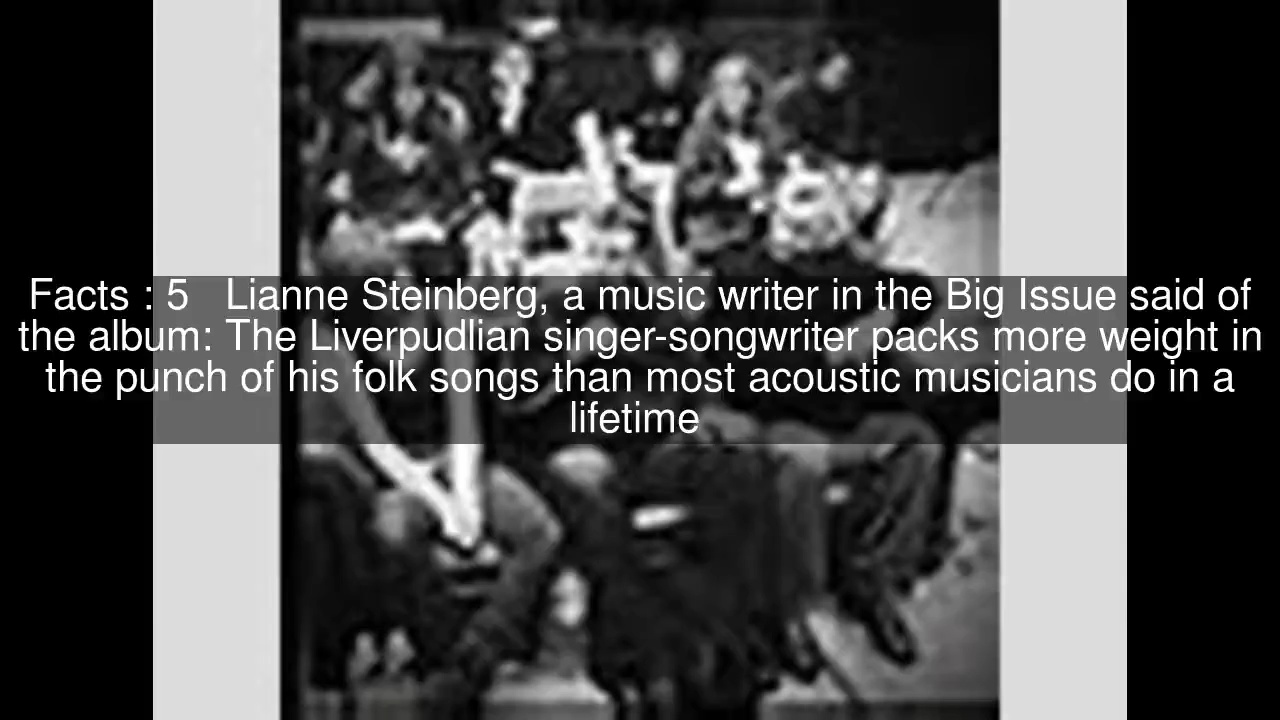 Facts : 5   Lianne Steinberg, a music writer in the Big Issue said of
the album: The Liverpudlian singer-songwriter packs more weight in
the punch of his folk songs than most acoustic musicians do in a
lifetime